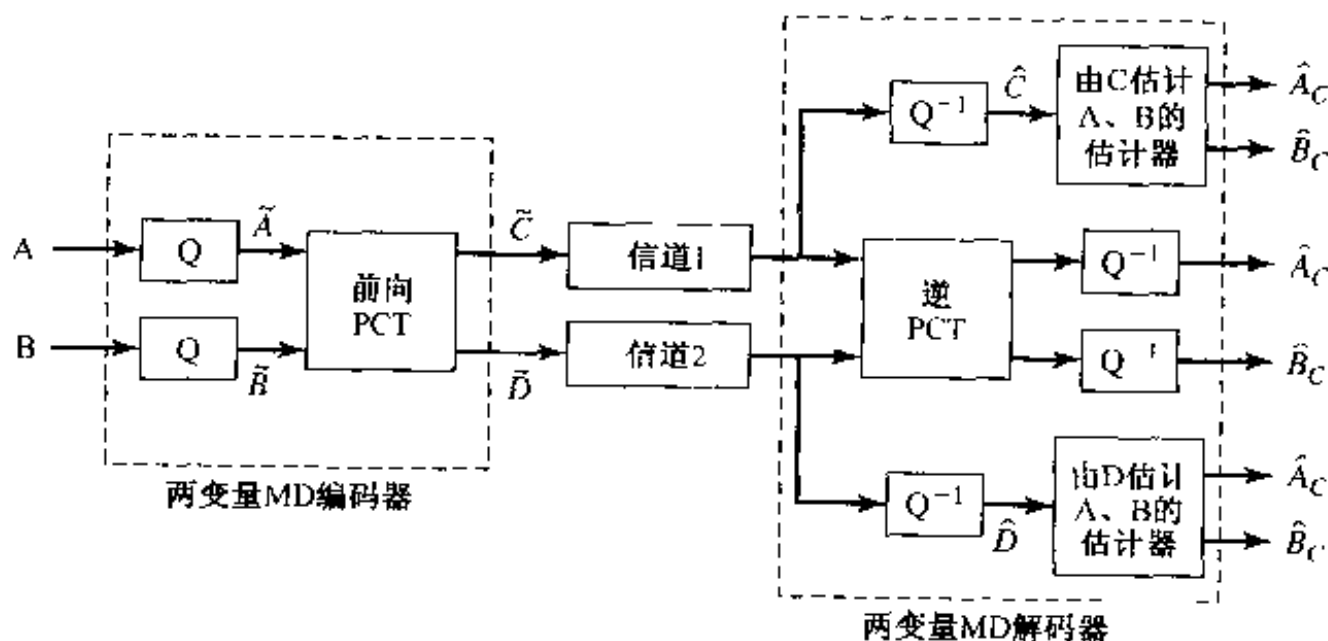 A
B
Q
Q
Ã
B̃
前向
PCT
C̃
D̃
信道1
信道2
两变量MD编码器
Q⁻¹
Ĉ
由C估计
A、B的
估计器
Â_C
B̂_C
逆
PCT
Q⁻¹
Q⁻¹
Â_C
B̂_C
Q⁻¹
D̂
由D估计
A、B的
估计器
Â_C
B̂_C
两变量MD解码器